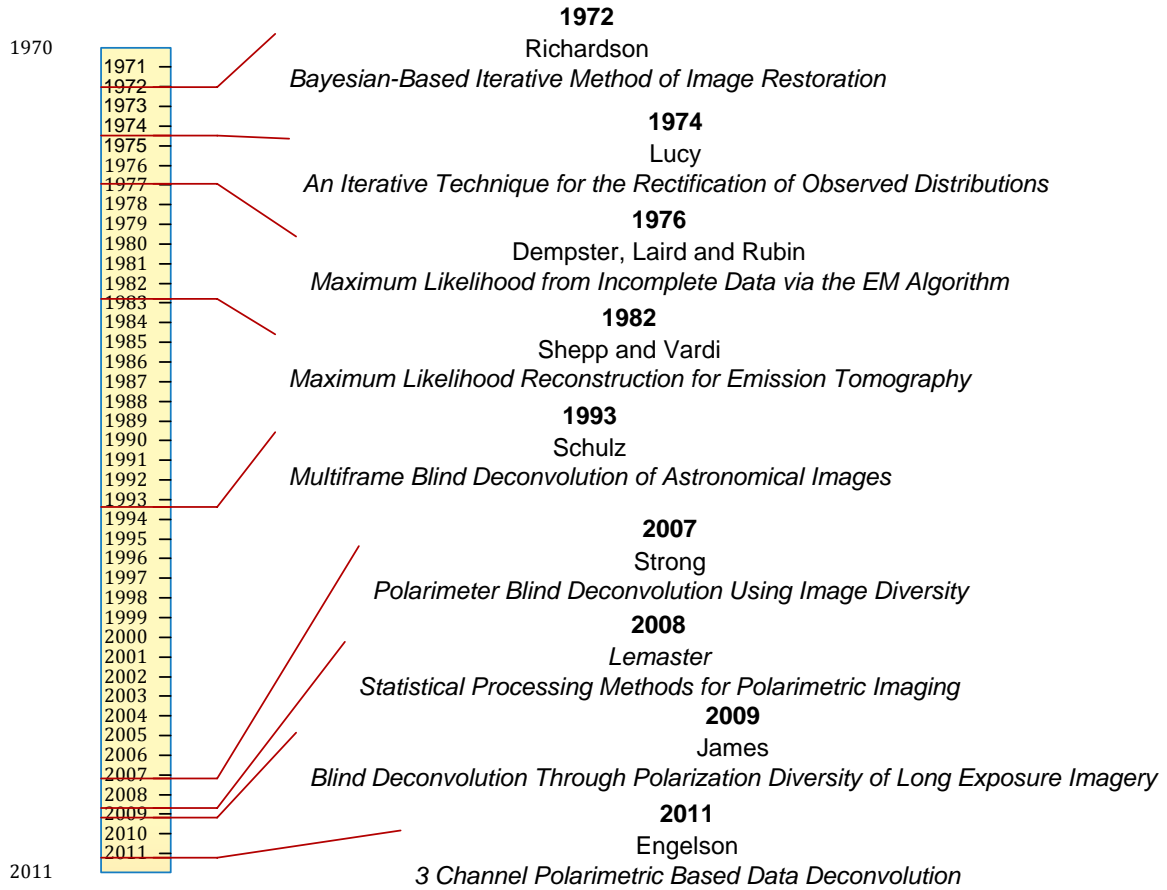 1970
1971
1972
1973
1974
1975
1976
1977
1978
1979
1980
1981
1982
1983
1984
1985
1986
1987
1988
1989
1990
1991
1992
1993
1994
1995
1996
1997
1998
1999
2000
2001
2002
2003
2004
2005
2006
2007
2008
2009
2010
2011
2011
1972
Richardson
Bayesian-Based Iterative Method of Image Restoration
1974
Lucy
An Iterative Technique for the Rectification of Observed Distributions
1976
Dempster, Laird and Rubin
Maximum Likelihood from Incomplete Data via the EM Algorithm
1982
Shepp and Vardi
Maximum Likelihood Reconstruction for Emission Tomography
1993
Schulz
Multiframe Blind Deconvolution of Astronomical Images
2007
Strong
Polarimeter Blind Deconvolution Using Image Diversity
2008
Lemaster
Statistical Processing Methods for Polarimetric Imaging
2009
James
Blind Deconvolution Through Polarization Diversity of Long Exposure Imagery
2011
Engelson
3 Channel Polarimetric Based Data Deconvolution